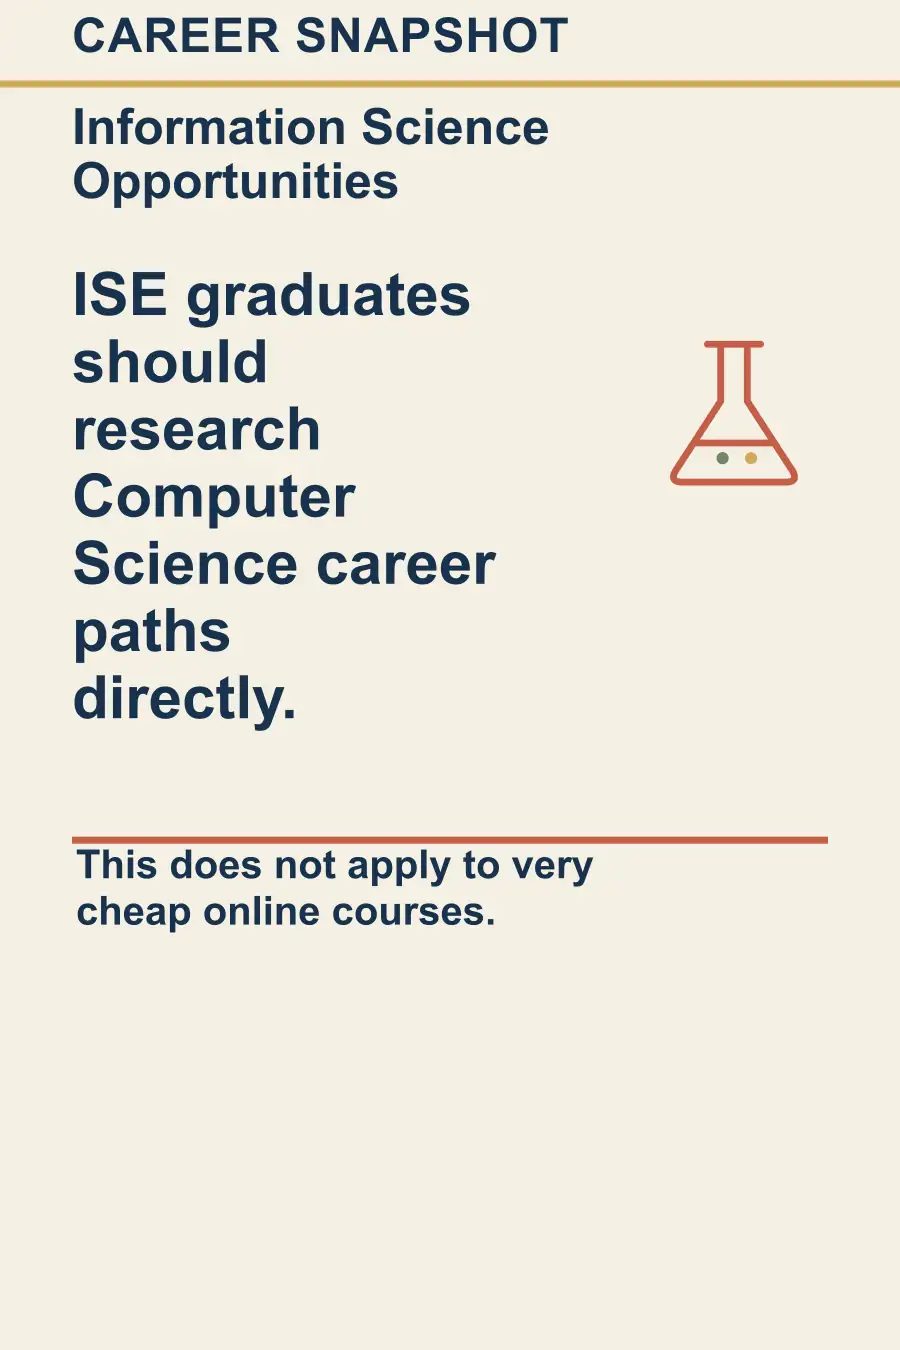 CAREER SNAPSHOT
Information Science
Opportunities
ISE graduates
should
research
Computer
Science career
paths
directly.
This does not apply to very
cheap online courses.